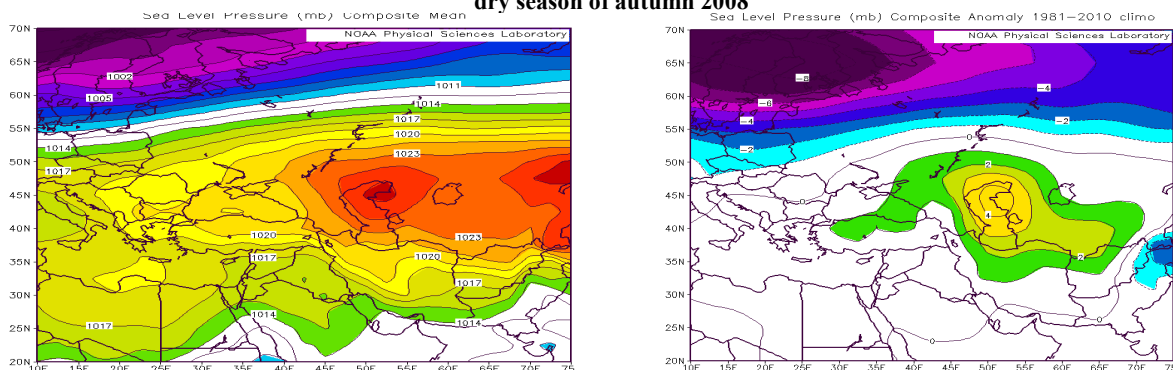 dry season of autumn 2008
Sea Level Pressure (mb) Composite Mean
NOAA Physical Sciences Laboratory
70N
65N
60N
55N
50N
45N
40N
35N
30N
25N
20N
1002
1005
1011
1014
1017
1020
1023
1014
1017
1020
1017
1023
1020
1017
1014
1017
1014
10E 15E 20E 25E 30E 35E 40E 45E 50E 55E 60E 65E 70E 75
Sea Level Pressure (mb) Composite Anomaly 1981-2010 climo
NOAA Physical Sciences Laboratory
70N
65N
60N
55N
50N
45N
40N
35N
30N
25N
20N
-8
-6
-4
-4
-2
-2
0
2
0
4
2
0
0
10E 15E 20E 25E 30E 35E 40E 45E 50E 55E 60E 65E 70E 75